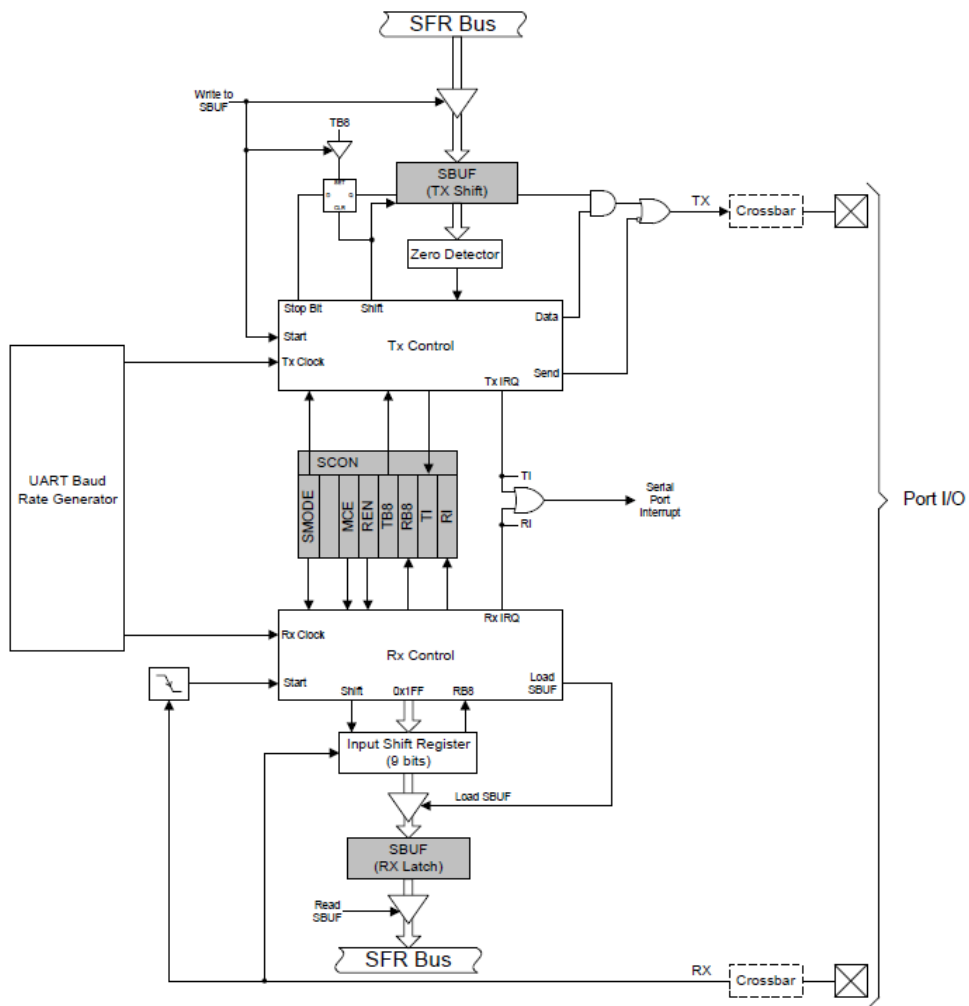 SFR Bus
Write to
SBUF
TB8
SET
Q
D
CLR
SBUF
(TX Shift)
TX
Crossbar
Zero Detector
Stop Bit
Shift
Data
Start
Tx Control
Tx Clock
Send
Tx IRQ
UART Baud
Rate Generator
SCON
SMODE
MCE
REN
TB8
RB8
TI
RI
TI
Serial
Port
Interrupt
RI
Port I/O
Rx IRQ
Rx Clock
Rx Control
Start
Load
SBUF
Shift
0x1FF
RB8
Input Shift Register
(9 bits)
Load SBUF
SBUF
(RX Latch)
Read
SBUF
SFR Bus
RX
Crossbar